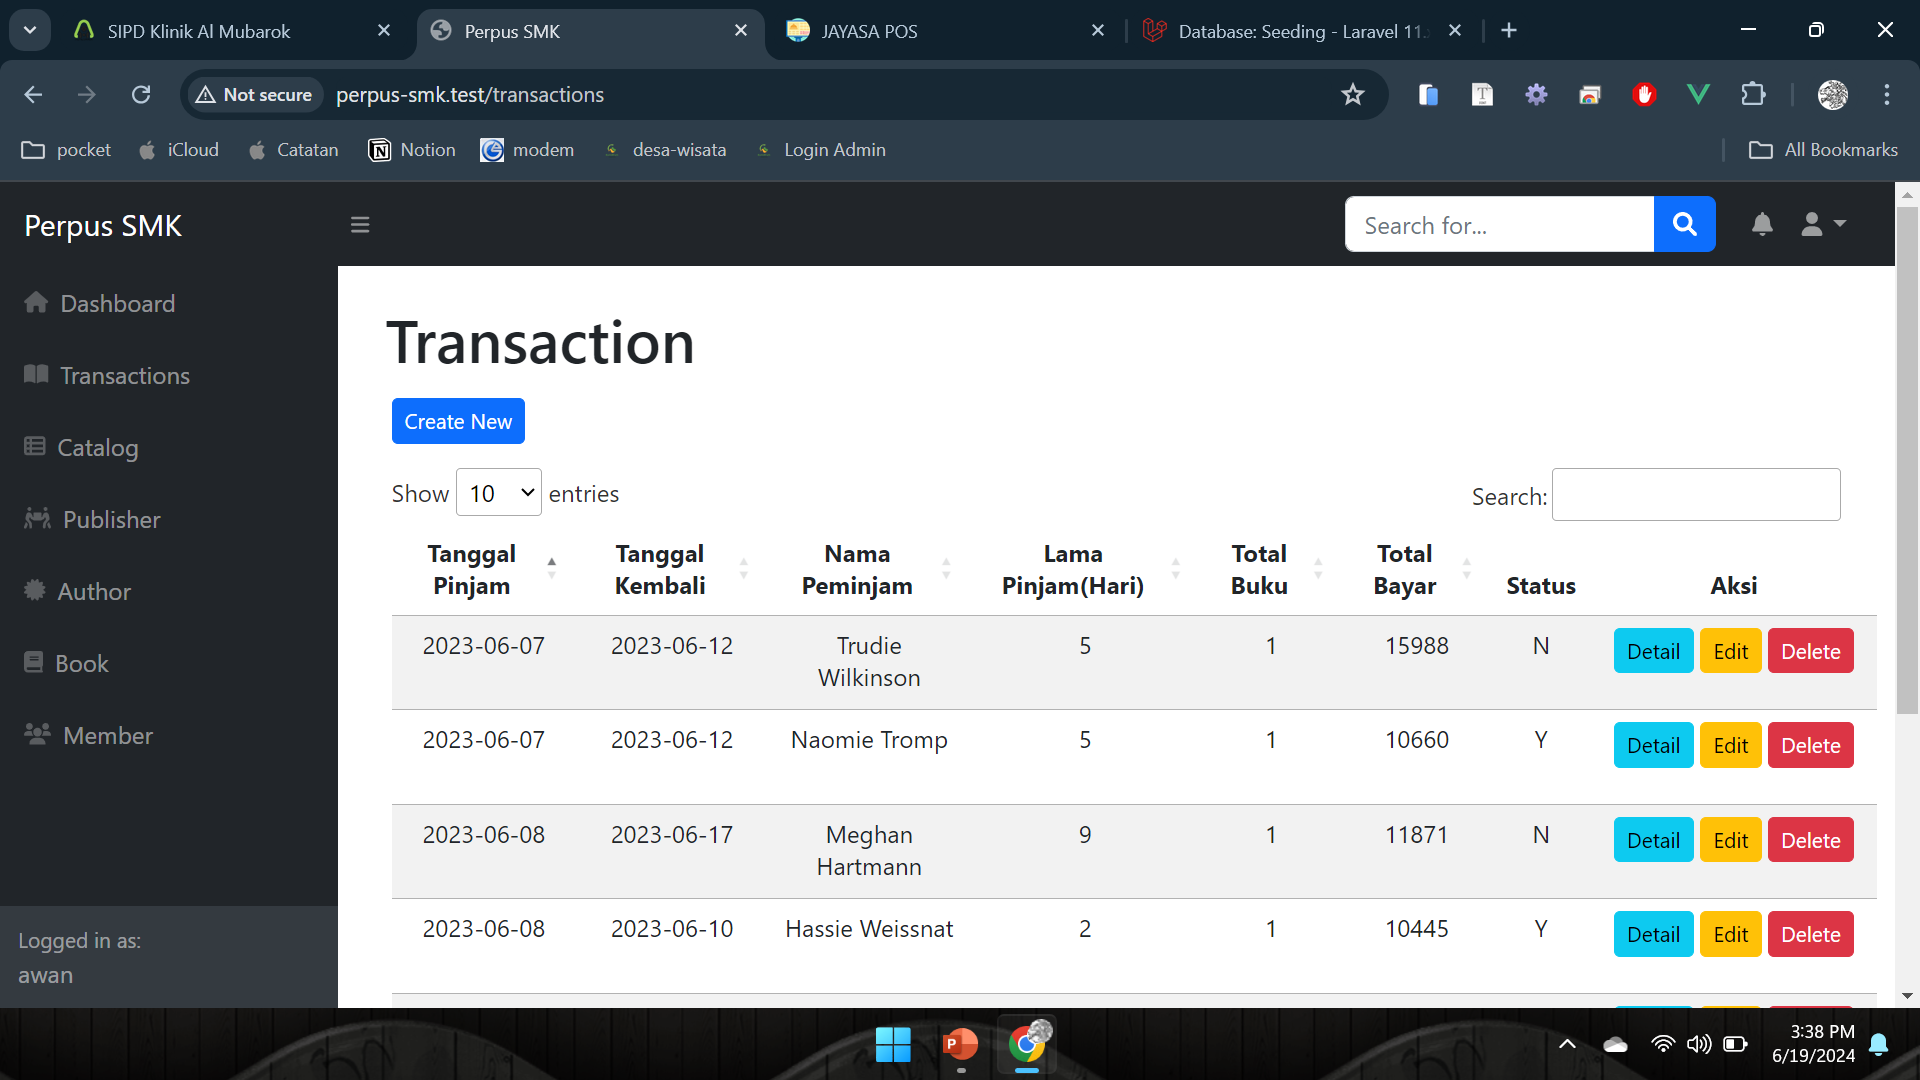 SIPD Klinik Al Mubarok
Perpus SMK
JAYASA POS
Database: Seeding - Laravel 11.
Not secure
perpus-smk.test/transactions
pocket
iCloud
Catatan
Notion
modem
desa-wisata
Login Admin
All Bookmarks
Perpus SMK
Search for...
Dashboard
Transactions
Catalog
Publisher
Author
Book
Member
Logged in as:
awan
Transaction
Create New
Show 10 entries
Search:
Tanggal Pinjam
Tanggal Kembali
Nama Peminjam
Lama Pinjam(Hari)
Total Buku
Total Bayar
Status
Aksi
2023-06-07 2023-06-12 Trudie Wilkinson 5 1 15988 N Detail Edit Delete
2023-06-07 2023-06-12 Naomie Tromp 5 1 10660 Y Detail Edit Delete
2023-06-08 2023-06-17 Meghan Hartmann 9 1 11871 N Detail Edit Delete
2023-06-08 2023-06-10 Hassie Weissnat 2 1 10445 Y Detail Edit Delete
3:38 PM
6/19/2024